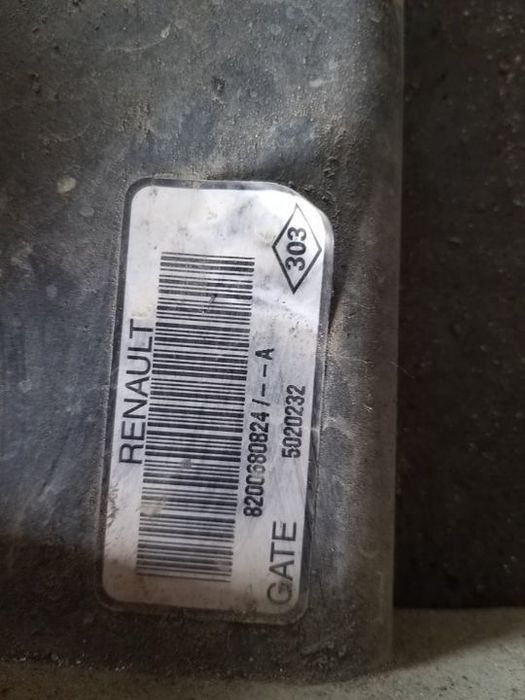 RENAULT
303
8200680824 / -- A
GATE
5020232